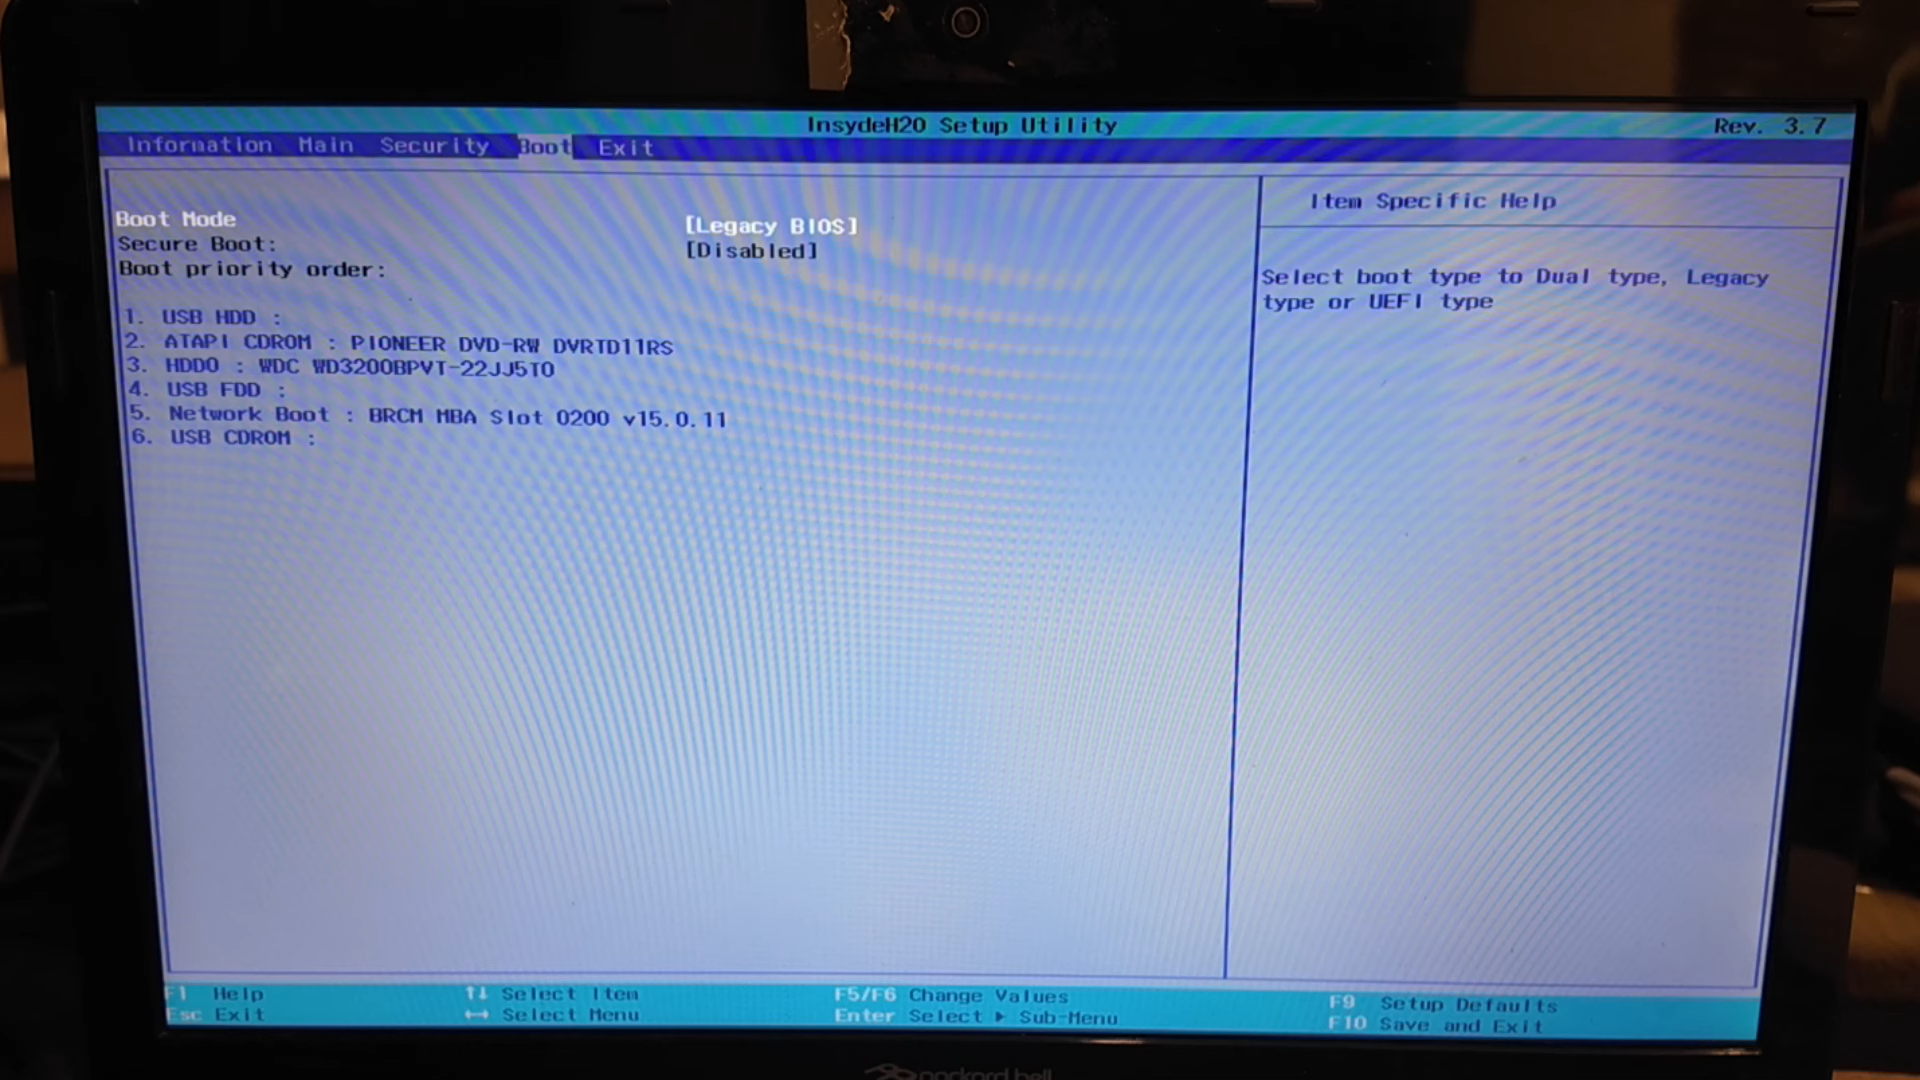 InsydeH20 Setup Utility Rev. 3.7
Information Main Security Boot Exit
Item Specific Help
Boot Mode [Legacy BIOS]
Secure Boot: [Disabled]
Boot priority order:
Select boot type to Dual type, Legacy
type or UEFI type
1. USB HDD :
2. ATAPI CDROM : PIONEER DVD-RW DVRTD11RS
3. HDD0 : WDC WD3200BPVT-22JJ5T0
4. USB FDD :
5. Network Boot : BRCM MBA Slot 0200 v15.0.11
6. USB CDROM :
F1 Help ↑↓ Select Item F5/F6 Change Values F9 Setup Defaults
Esc Exit ↔ Select Menu Enter Select ▶ Sub-Menu F10 Save and Exit
packard bell